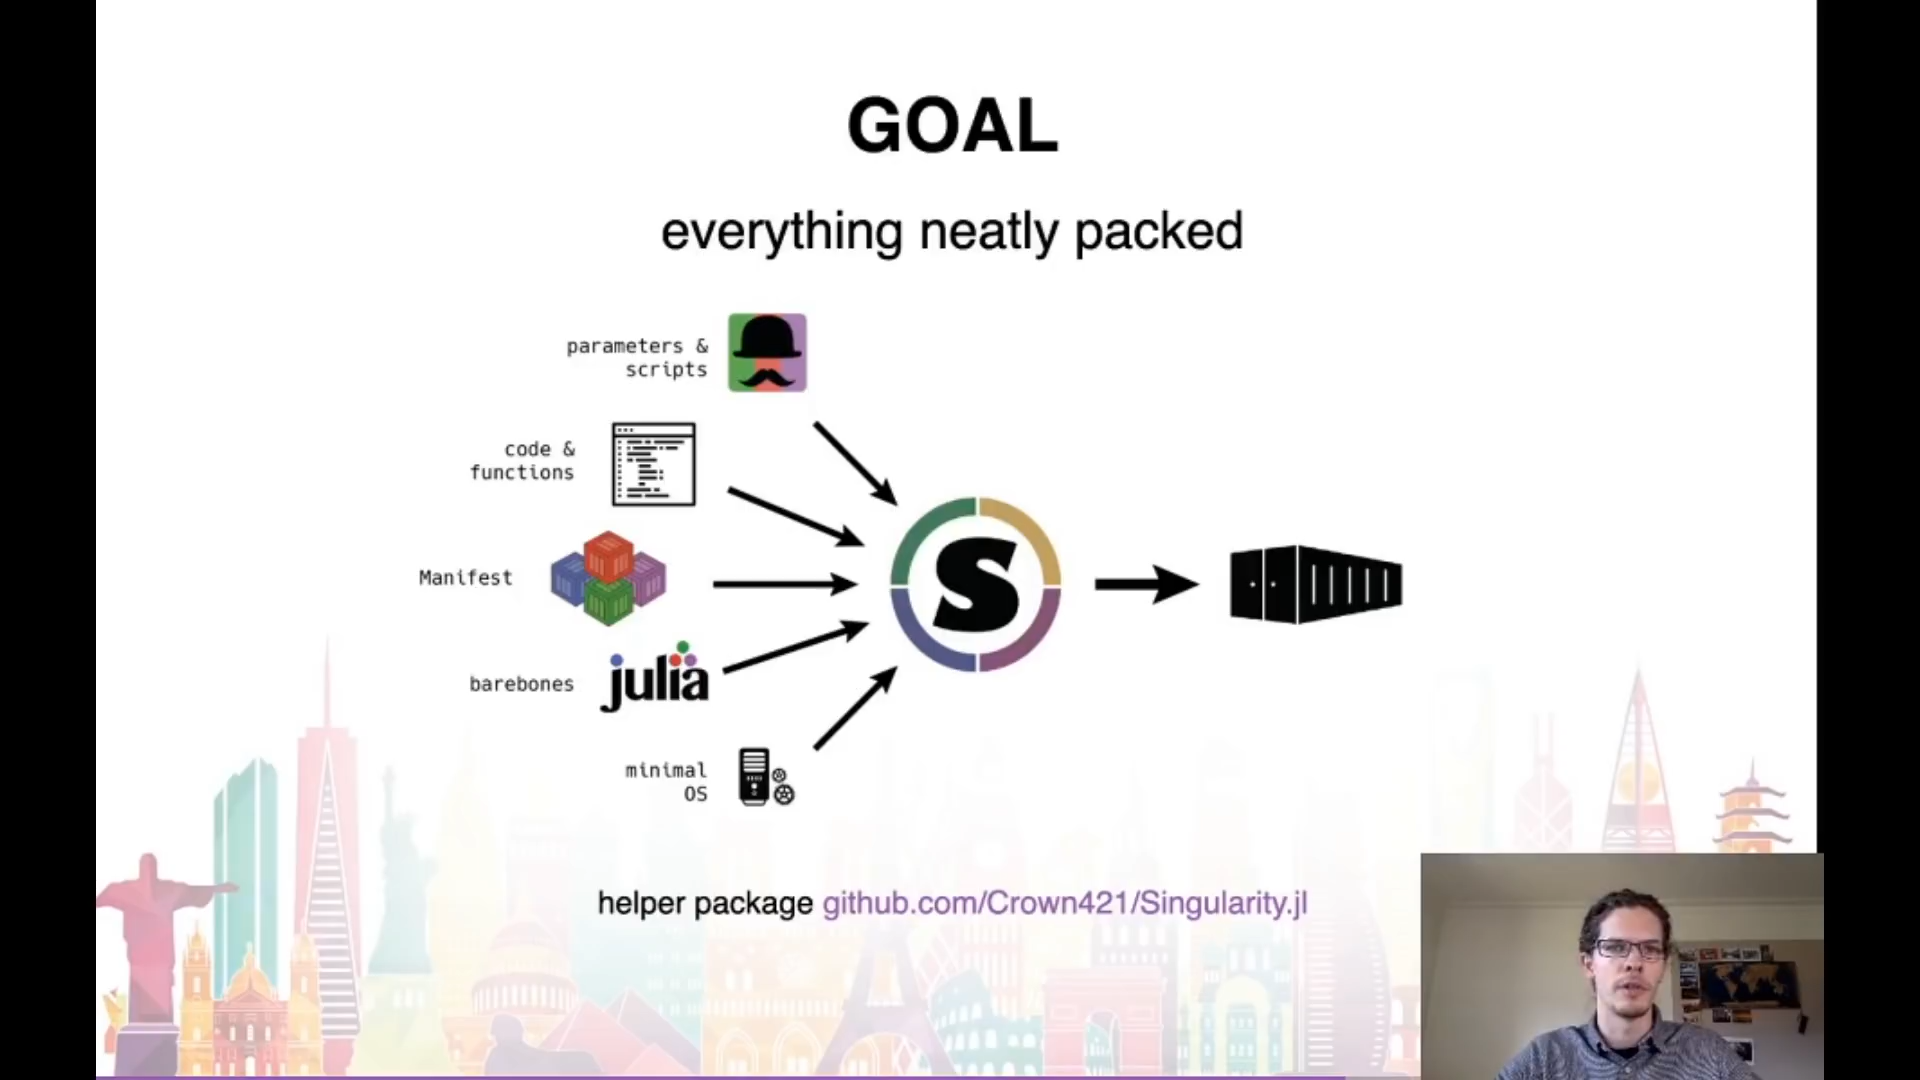 GOAL
everything neatly packed
parameters &
scripts
code &
functions
Manifest
barebones
julia
minimal
OS
S
helper package github.com/Crown421/Singularity.jl